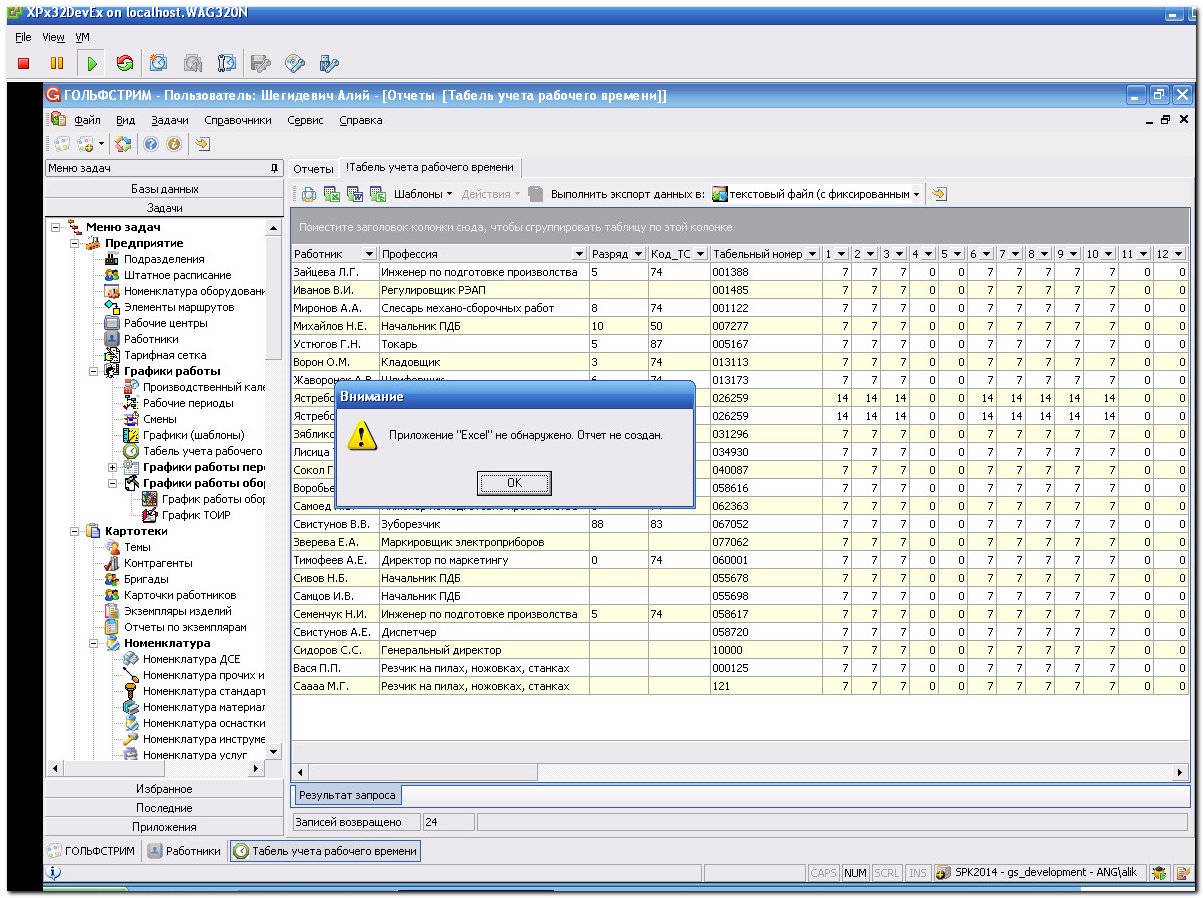 XPx32DevEx on localhost.WAG320N
File View VM
ГОЛЬФСТРИМ - Пользователь: Шегидевич Алий - [Отчеты [Табель учета рабочего времени]]
Файл Вид Задачи Справочники Сервис Справка
Меню задач
Базы данных
Задачи
Меню задач
Предприятие
Подразделения
Штатное расписание
Номенклатура оборудовани
Элементы маршрутов
Рабочие центры
Работники
Тарифная сетка
Графики работы
Производственный кале
Рабочие периоды
Смены
Графики (шаблоны)
Табель учета рабочего
Графики работы пер
Графики работы обор
График работы обор
График ТОИР
Картотеки
Темы
Контрагенты
Бригады
Карточки работников
Экземпляры изделий
Отчеты по экземплярам
Номенклатура
Номенклатура ДСЕ
Номенклатура прочих и
Номенклатура стандарт
Номенклатура материал
Номенклатура оснастки
Номенклатура инструме
Номенклатура услуг
Избранное
Последние
Приложения
Отчеты !Табель учета рабочего времени
Шаблоны Действия Выполнить экспорт данных в: текстовый файл (с фиксированным
Поместите заголовок колонки сюда, чтобы сгруппировать таблицу по этой колонке
Работник Профессия Разряд Код_ТС Табельный номер 1 2 3 4 5 6 7 8 9 10 11 12
Зайцева Л.Г. Инженер по подготовке произволства 5 74 001388 7 7 7 0 0 7 7 7 7 7 0 0
Иванов В.И. Регулировщик РЭАП 001485 7 7 7 0 0 7 7 7 7 7 0 0
Миронов А.А. Слесарь механо-сборочных работ 8 74 001122 7 7 7 0 0 7 7 7 7 7 0 0
Михайлов Н.Е. Начальник ПДБ 10 50 007277 7 7 7 0 0 7 7 7 7 7 0 0
Устюгов Г.Н. Токарь 5 87 005167 7 7 7 0 0 7 7 7 7 7 0 0
Ворон О.М. Кладовщик 3 74 013113 7 7 7 0 0 7 7 7 7 7 0 0
Жаворонок А.В. Шлифовщик 6 74 013173 7 7 7 0 0 7 7 7 7 7 0 0
Ястребо 026259 14 14 14 0 0 14 14 14 14 14 0 0
Ястребо 026259 14 14 14 0 0 14 14 14 14 14 0 0
Зяблико 031296 7 7 7 0 0 7 7 7 7 7 0 0
Лисица 034930 7 7 7 0 0 7 7 7 7 7 0 0
Сокол Г 040087 7 7 7 0 0 7 7 7 7 7 0 0
Воробье 058616 7 7 7 0 0 7 7 7 7 7 0 0
Самоед 062363 7 7 7 0 0 7 7 7 7 7 0 0
Свистунов В.В. Зуборезчик 88 83 067052 7 7 7 0 0 7 7 7 7 7 0 0
Зверева Е.А. Маркировщик электроприборов 077062 7 7 7 0 0 7 7 7 7 7 0 0
Тимофеев А.Е. Директор по маркетингу 0 74 060001 7 7 7 0 0 7 7 7 7 7 0 0
Сивов Н.Б. Начальник ПДБ 055678 7 7 7 0 0 7 7 7 7 7 0 0
Самцов И.В. Начальник ПДБ 055698 7 7 7 0 0 7 7 7 7 7 0 0
Семенчук Н.И. Инженер по подготовке произволства 5 74 058617 7 7 7 0 0 7 7 7 7 7 0 0
Свистунов А.Е. Диспетчер 058720 7 7 7 0 0 7 7 7 7 7 0 0
Сидоров С.С. Генеральный директор 10000 7 7 7 0 0 7 7 7 7 7 0 0
Вася П.П. Резчик на пилах, ножовках, станках 000125 7 7 7 0 0 7 7 7 7 7 0 0
Саааа М.Г. Резчик на пилах, ножовках, станках 121 7 7 7 0 0 7 7 7 7 7 0 0
Внимание
Приложение "Excel" не обнаружено. Отчет не создан.
OK
Результат запроса
Записей возвращено 24
ГОЛЬФСТРИМ Работники Табель учета рабочего времени
CAPS NUM SCRL INS SPK2014 - gs_development - ANG\alik